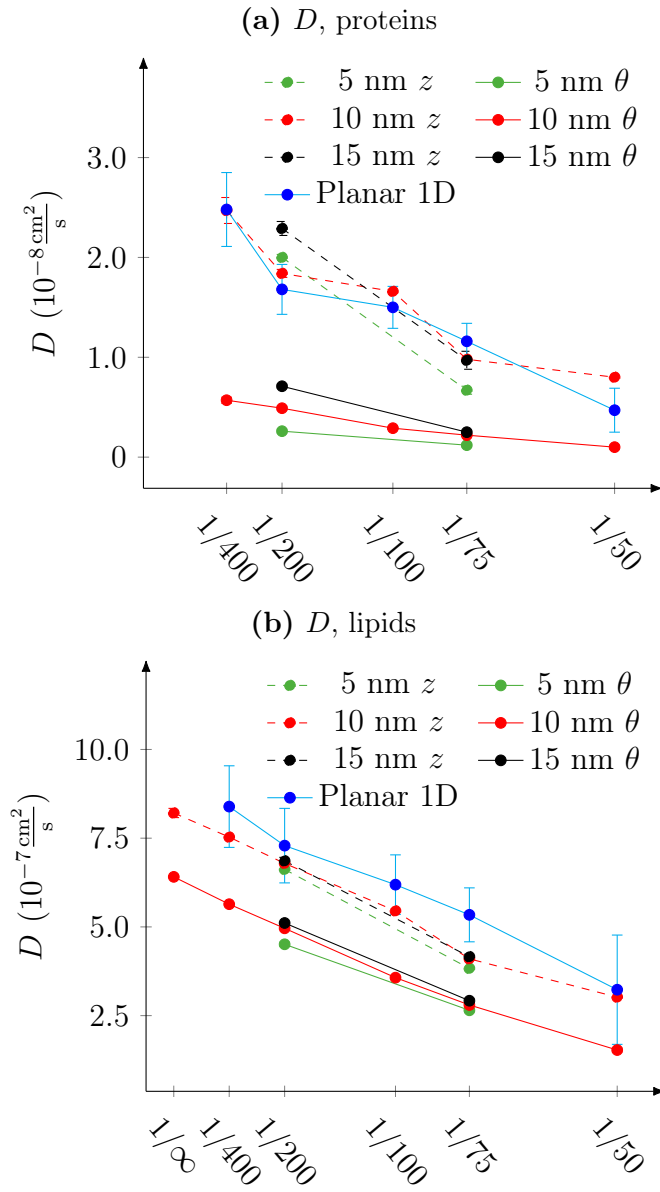 (a) D, proteins
5 nm z 5 nm θ
10 nm z 10 nm θ
15 nm z 15 nm θ
Planar 1D
D (10⁻⁸ cm²/s)
3.0
2.0
1.0
0
1/400 1/200 1/100 1/75 1/50
(b) D, lipids
5 nm z 5 nm θ
10 nm z 10 nm θ
15 nm z 15 nm θ
Planar 1D
D (10⁻⁷ cm²/s)
10.0
7.5
5.0
2.5
1/∞ 1/400 1/200 1/100 1/75 1/50